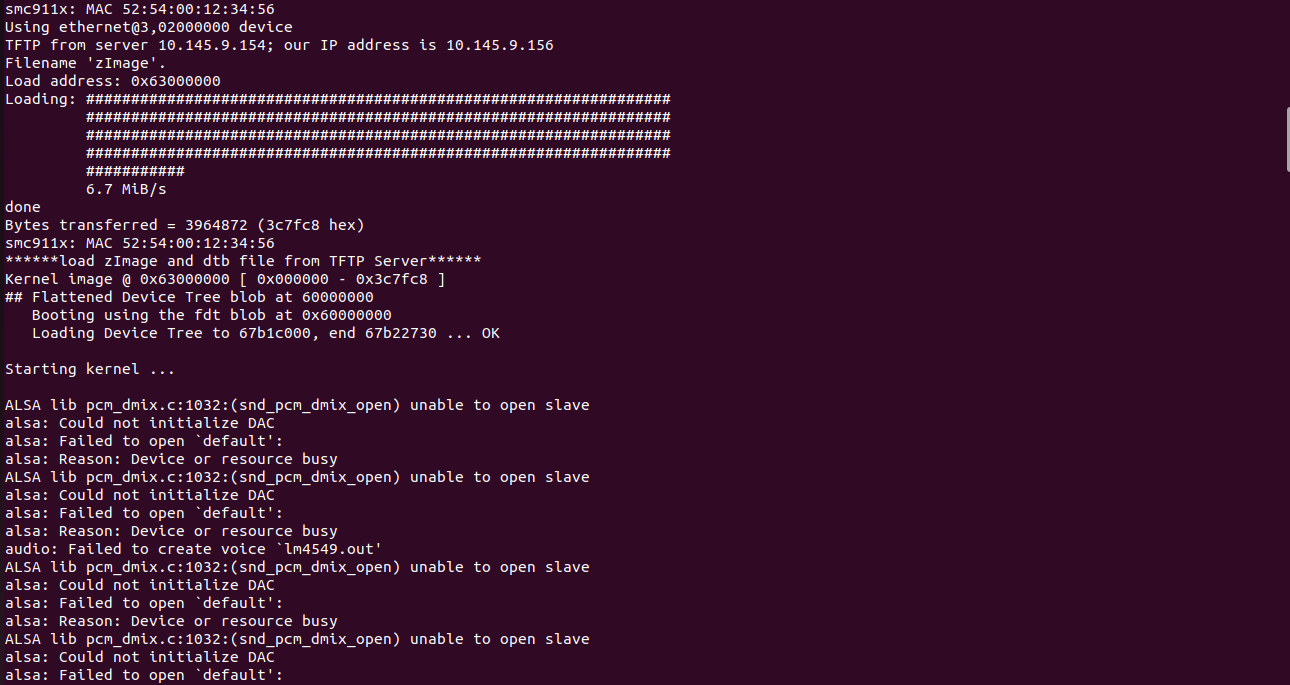 smc911x: MAC 52:54:00:12:34:56
Using ethernet@3,02000000 device
TFTP from server 10.145.9.154; our IP address is 10.145.9.156
Filename 'zImage'.
Load address: 0x63000000
Loading: #################################################################
#################################################################
#################################################################
#################################################################
###########
6.7 MiB/s
done
Bytes transferred = 3964872 (3c7fc8 hex)
smc911x: MAC 52:54:00:12:34:56
******load zImage and dtb file from TFTP Server******
Kernel image @ 0x63000000 [ 0x000000 - 0x3c7fc8 ]
## Flattened Device Tree blob at 60000000
Booting using the fdt blob at 0x60000000
Loading Device Tree to 67b1c000, end 67b22730 ... OK
Starting kernel ...
ALSA lib pcm_dmix.c:1032:(snd_pcm_dmix_open) unable to open slave
alsa: Could not initialize DAC
alsa: Failed to open `default':
alsa: Reason: Device or resource busy
ALSA lib pcm_dmix.c:1032:(snd_pcm_dmix_open) unable to open slave
alsa: Could not initialize DAC
alsa: Failed to open `default':
alsa: Reason: Device or resource busy
audio: Failed to create voice `lm4549.out'
ALSA lib pcm_dmix.c:1032:(snd_pcm_dmix_open) unable to open slave
alsa: Could not initialize DAC
alsa: Failed to open `default':
alsa: Reason: Device or resource busy
ALSA lib pcm_dmix.c:1032:(snd_pcm_dmix_open) unable to open slave
alsa: Could not initialize DAC
alsa: Failed to open `default':